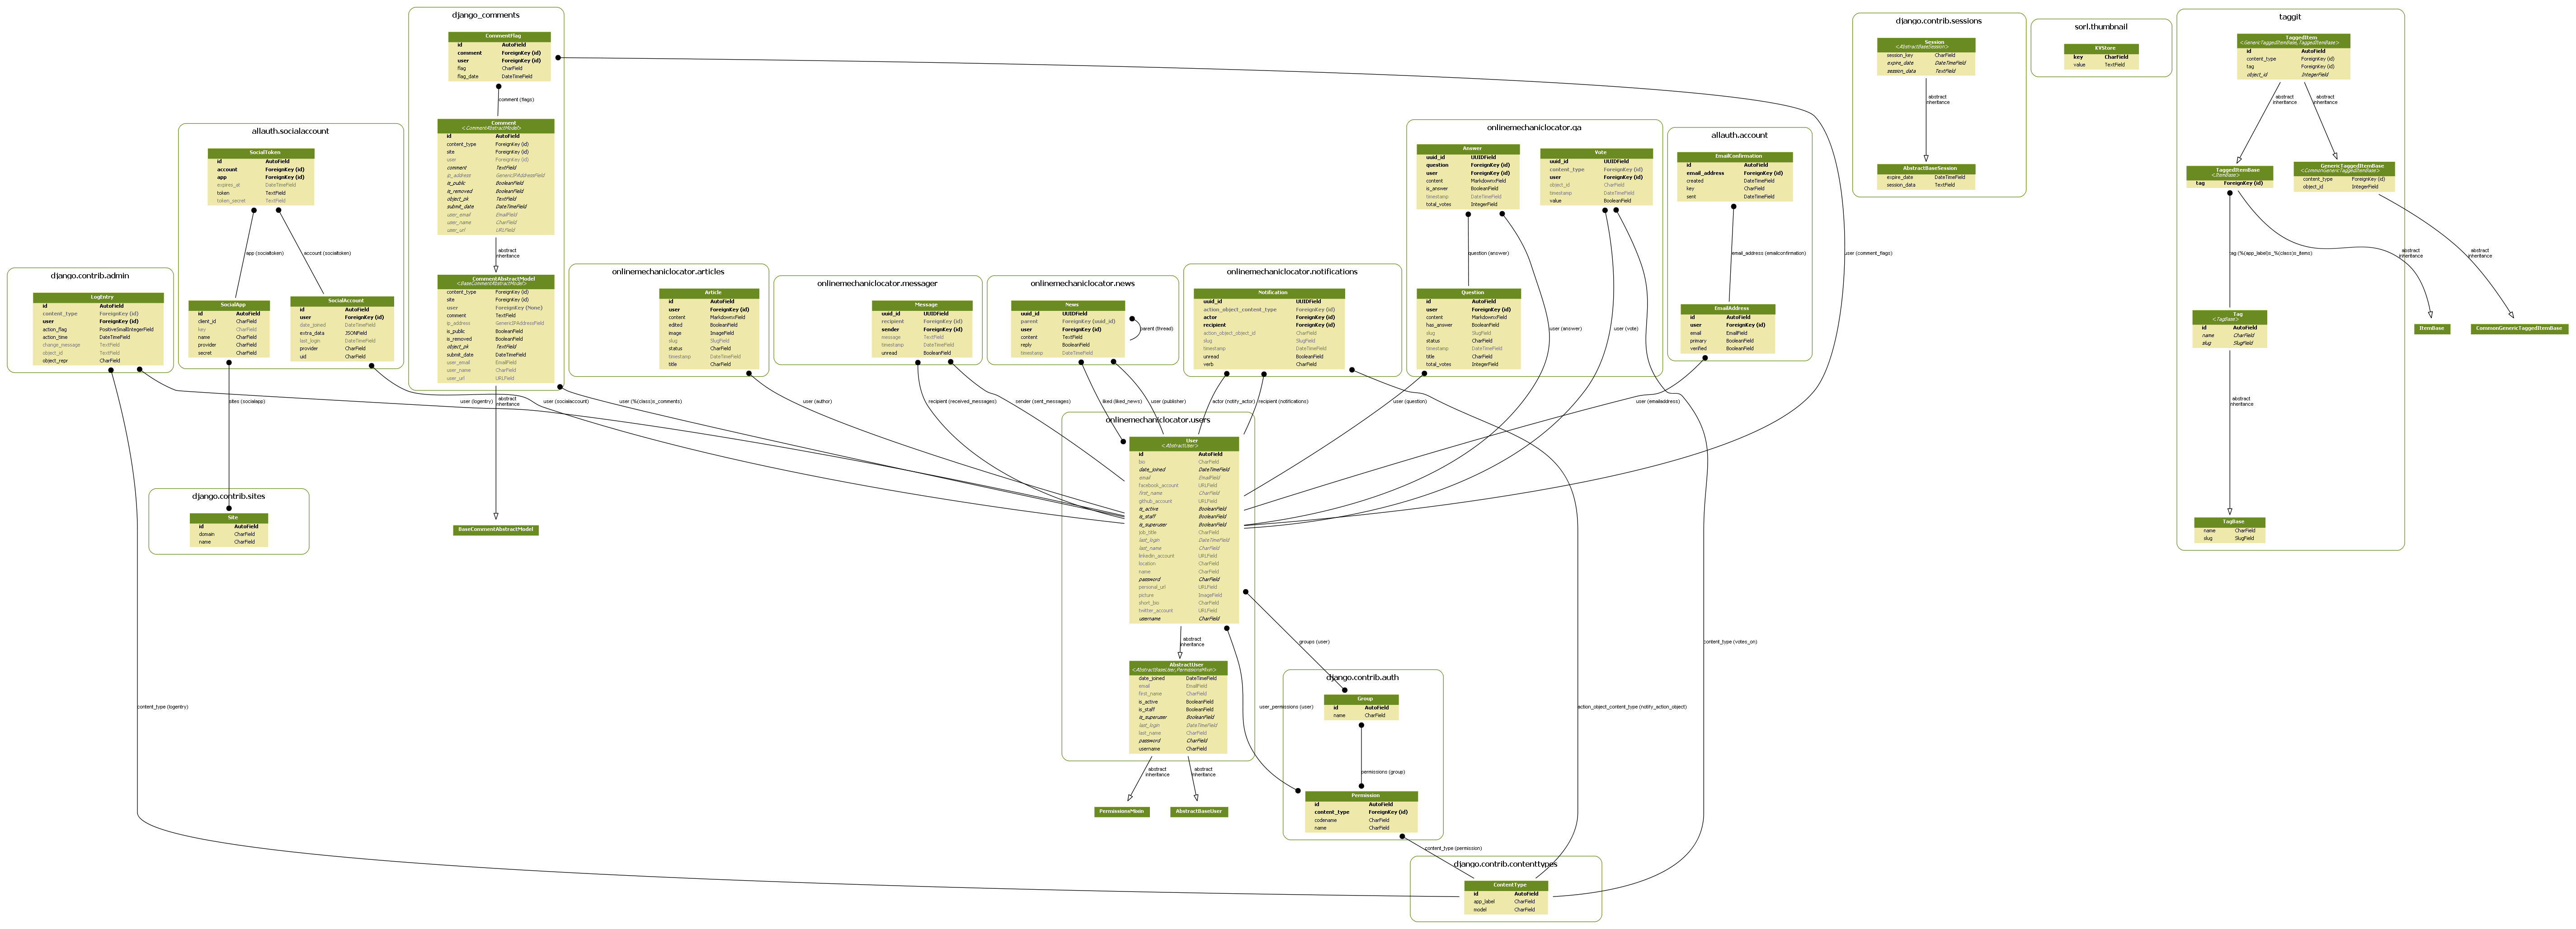 django_comments
CommentFlag
id AutoField
comment ForeignKey (id)
user ForeignKey (id)
flag CharField
flag_date DateTimeField
comment (flags)
Comment
<CommentAbstractModel>
id AutoField
content_type ForeignKey (id)
site ForeignKey (id)
user ForeignKey (id)
comment TextField
ip_address GenericIPAddressField
is_public BooleanField
is_removed BooleanField
object_pk TextField
submit_date DateTimeField
user_email EmailField
user_name CharField
user_url URLField
abstract
inheritance
CommentAbstractModel
<BaseCommentAbstractModel>
content_type ForeignKey (id)
site ForeignKey (id)
user ForeignKey (None)
comment TextField
ip_address GenericIPAddressField
is_public BooleanField
is_removed BooleanField
object_pk TextField
submit_date DateTimeField
user_email EmailField
user_name CharField
user_url URLField
abstract
inheritance
BaseCommentAbstractModel
allauth.socialaccount
SocialToken
id AutoField
account ForeignKey (id)
app ForeignKey (id)
expires_at DateTimeField
token TextField
token_secret TextField
app (socialtoken)
account (socialtoken)
SocialApp
id AutoField
client_id CharField
key CharField
name CharField
provider CharField
secret CharField
SocialAccount
id AutoField
user ForeignKey (id)
date_joined DateTimeField
extra_data JSONField
last_login DateTimeField
provider CharField
uid CharField
django.contrib.admin
LogEntry
id AutoField
content_type ForeignKey (id)
user ForeignKey (id)
action_flag PositiveSmallIntegerField
action_time DateTimeField
change_message TextField
object_id TextField
object_repr CharField
sites (socialapp)
user (logentry)
user (socialaccount)
user (%(class)s_comments)
content_type (logentry)
django.contrib.sites
Site
id AutoField
domain CharField
name CharField
onlinemechaniclocator.articles
Article
id AutoField
user ForeignKey (id)
content MarkdownxField
edited BooleanField
image ImageField
slug SlugField
status CharField
timestamp DateTimeField
title CharField
user (author)
onlinemechaniclocator.messager
Message
uuid_id UUIDField
recipient ForeignKey (id)
sender ForeignKey (id)
message TextField
timestamp DateTimeField
unread BooleanField
recipient (received_messages)
sender (sent_messages)
onlinemechaniclocator.news
News
uuid_id UUIDField
parent ForeignKey (uuid_id)
user ForeignKey (id)
content TextField
reply BooleanField
timestamp DateTimeField
parent (thread)
liked (liked_news)
user (publisher)
onlinemechaniclocator.notifications
Notification
uuid_id UUIDField
action_object_content_type ForeignKey (id)
actor ForeignKey (id)
recipient ForeignKey (id)
action_object_object_id CharField
slug SlugField
timestamp DateTimeField
unread BooleanField
verb CharField
actor (notify_actor)
recipient (notifications)
onlinemechaniclocator.qa
Answer
uuid_id UUIDField
question ForeignKey (id)
user ForeignKey (id)
content MarkdownxField
is_answer BooleanField
timestamp DateTimeField
total_votes IntegerField
Vote
uuid_id UUIDField
content_type ForeignKey (id)
user ForeignKey (id)
object_id CharField
timestamp DateTimeField
value BooleanField
question (answer)
Question
id AutoField
user ForeignKey (id)
content MarkdownxField
has_answer BooleanField
slug SlugField
status CharField
timestamp DateTimeField
title CharField
total_votes IntegerField
user (answer)
user (vote)
user (question)
allauth.account
EmailConfirmation
id AutoField
email_address ForeignKey (id)
created DateTimeField
key CharField
sent DateTimeField
email_address (emailconfirmation)
EmailAddress
id AutoField
user ForeignKey (id)
email EmailField
primary BooleanField
verified BooleanField
user (emailaddress)
user (comment_flags)
onlinemechaniclocator.users
User
<AbstractUser>
id AutoField
bio CharField
date_joined DateTimeField
email EmailField
facebook_account URLField
first_name CharField
github_account URLField
is_active BooleanField
is_staff BooleanField
is_superuser BooleanField
job_title CharField
last_login DateTimeField
last_name CharField
linkedin_account URLField
location CharField
name CharField
password CharField
personal_url URLField
picture ImageField
short_bio CharField
twitter_account URLField
username CharField
abstract
inheritance
AbstractUser
<AbstractBaseUser,PermissionsMixin>
date_joined DateTimeField
email EmailField
first_name CharField
is_active BooleanField
is_staff BooleanField
is_superuser BooleanField
last_login DateTimeField
last_name CharField
password CharField
username CharField
abstract
inheritance
abstract
inheritance
PermissionsMixin
AbstractBaseUser
groups (user)
user_permissions (user)
django.contrib.auth
Group
id AutoField
name CharField
permissions (group)
Permission
id AutoField
content_type ForeignKey (id)
codename CharField
name CharField
content_type (permission)
action_object_content_type (notify_action_object)
content_type (votes_on)
django.contrib.contenttypes
ContentType
id AutoField
app_label CharField
model CharField
django.contrib.sessions
Session
<AbstractBaseSession>
session_key CharField
expire_date DateTimeField
session_data TextField
abstract
inheritance
AbstractBaseSession
expire_date DateTimeField
session_data TextField
sorl.thumbnail
KVStore
key CharField
value TextField
taggit
TaggedItem
<GenericTaggedItemBase,TaggedItemBase>
id AutoField
content_type ForeignKey (id)
tag ForeignKey (id)
object_id IntegerField
abstract
inheritance
abstract
inheritance
TaggedItemBase
<ItemBase>
tag ForeignKey (id)
GenericTaggedItemBase
<CommonGenericTaggedItemBase>
content_type ForeignKey (id)
object_id IntegerField
tag (%(app_label)s_%(class)s_items)
abstract
inheritance
abstract
inheritance
Tag
<TagBase>
id AutoField
name CharField
slug SlugField
ItemBase
CommonGenericTaggedItemBase
abstract
inheritance
TagBase
name CharField
slug SlugField